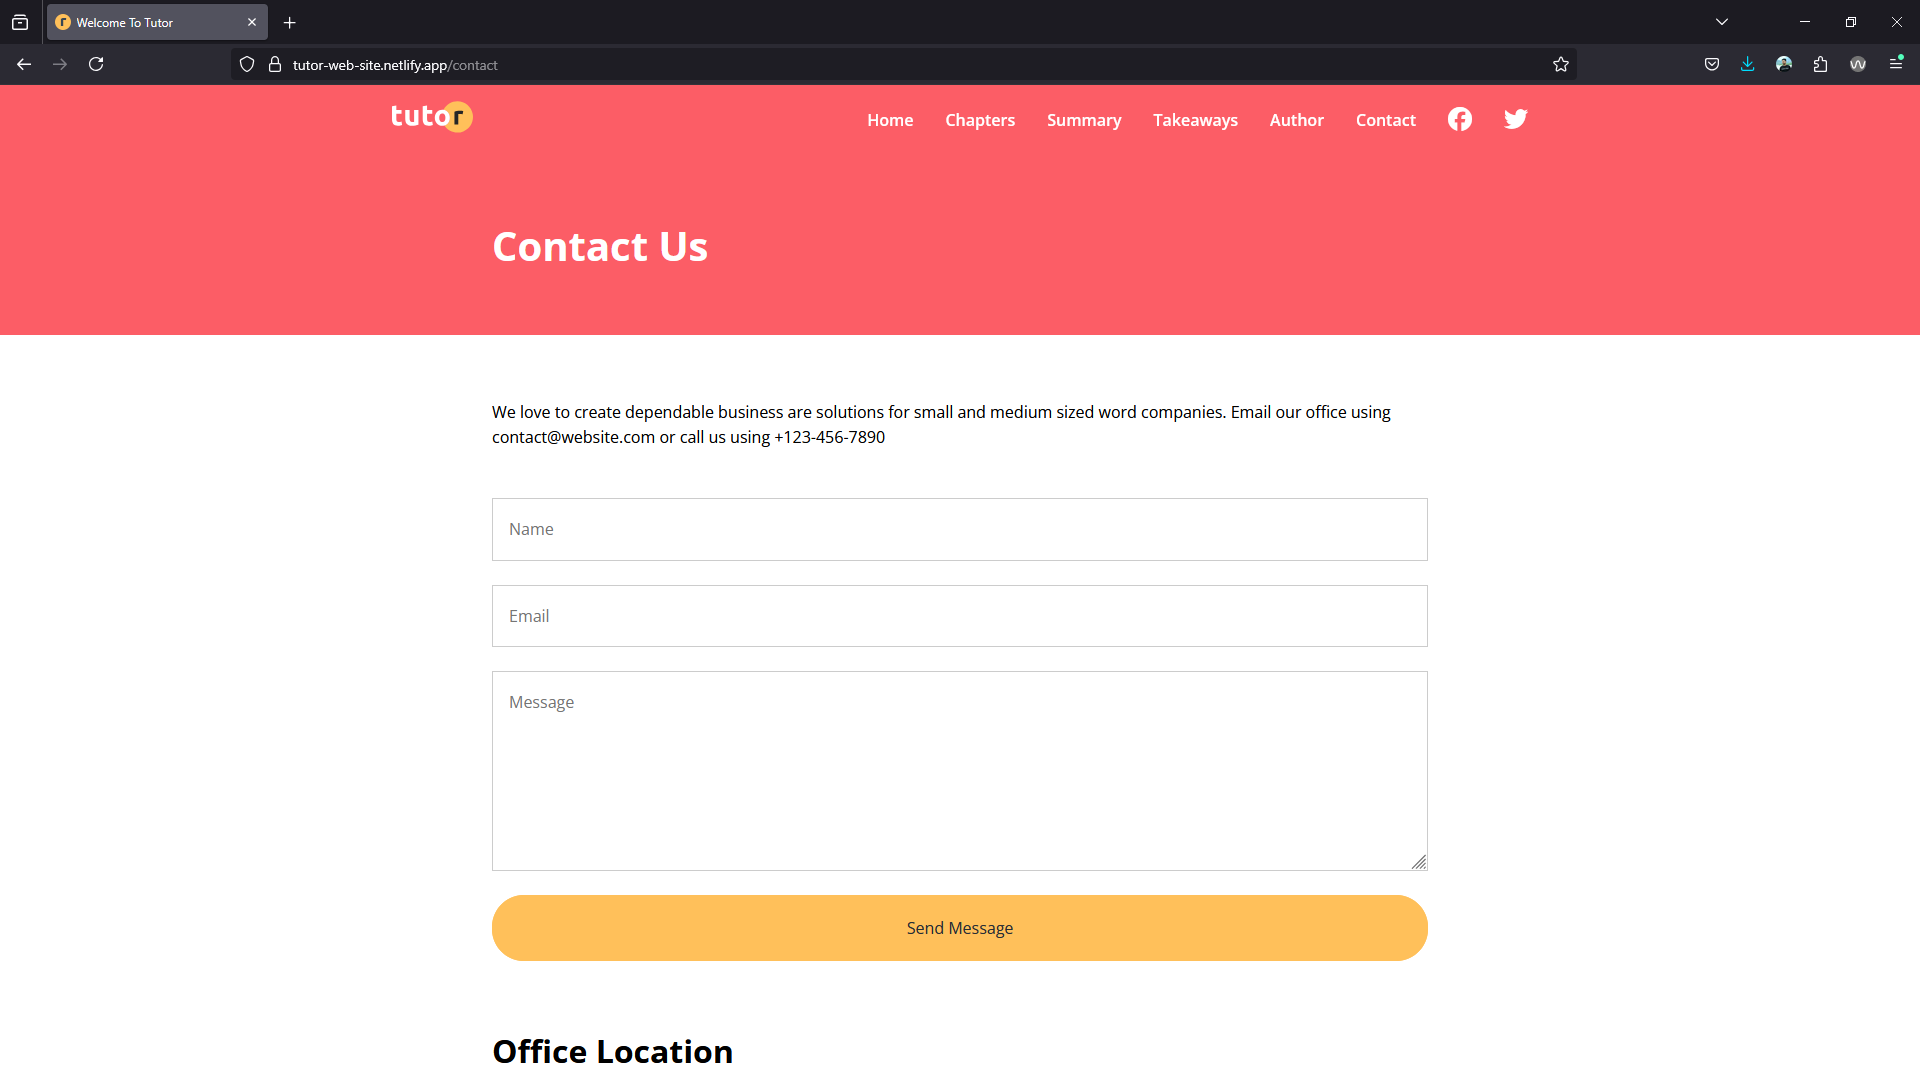 Welcome To Tutor
tutor-web-site.netlify.app/contact
tutor
Home
Chapters
Summary
Takeaways
Author
Contact
Contact Us
We love to create dependable business are solutions for small and medium sized word companies. Email our office using
contact@website.com or call us using +123-456-7890
Name
Email
Message
Send Message
Office Location